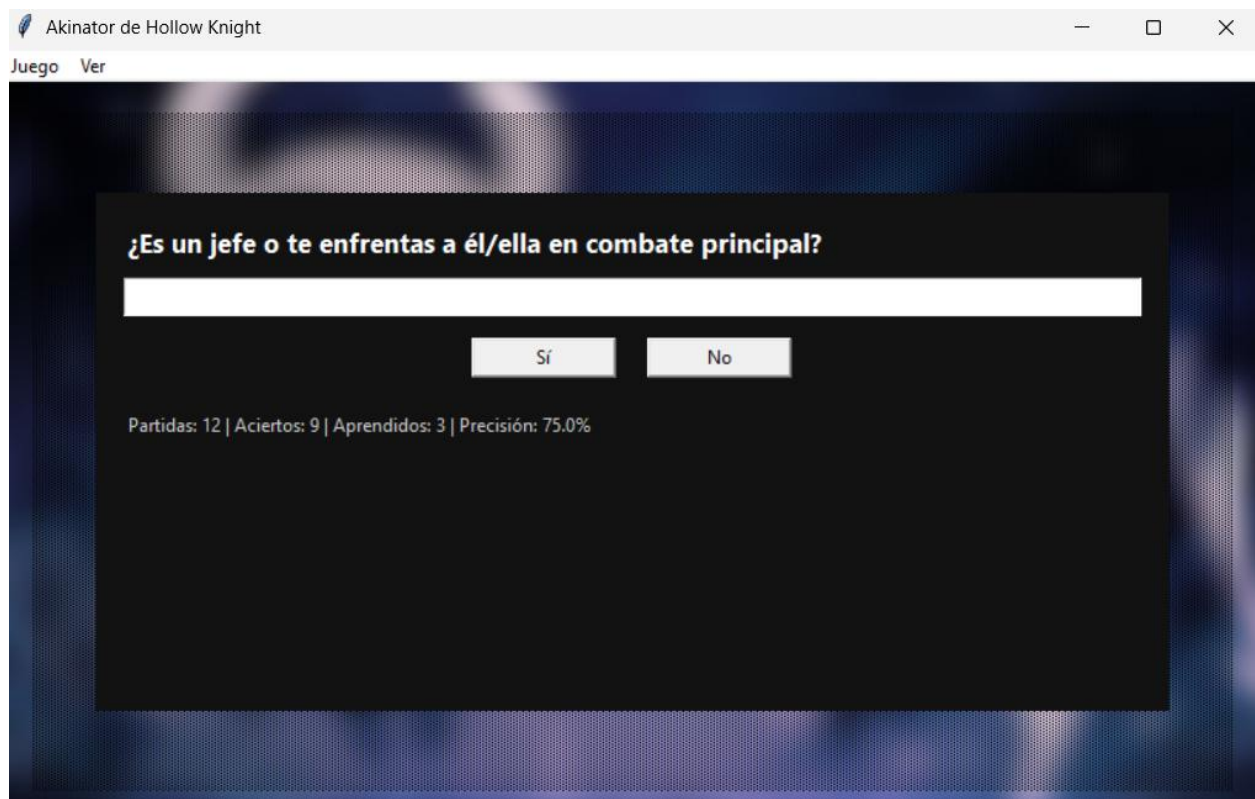 Akinator de Hollow Knight
Juego Ver
¿Es un jefe o te enfrentas a él/ella en combate principal?
Sí No
Partidas: 12 | Aciertos: 9 | Aprendidos: 3 | Precisión: 75.0%